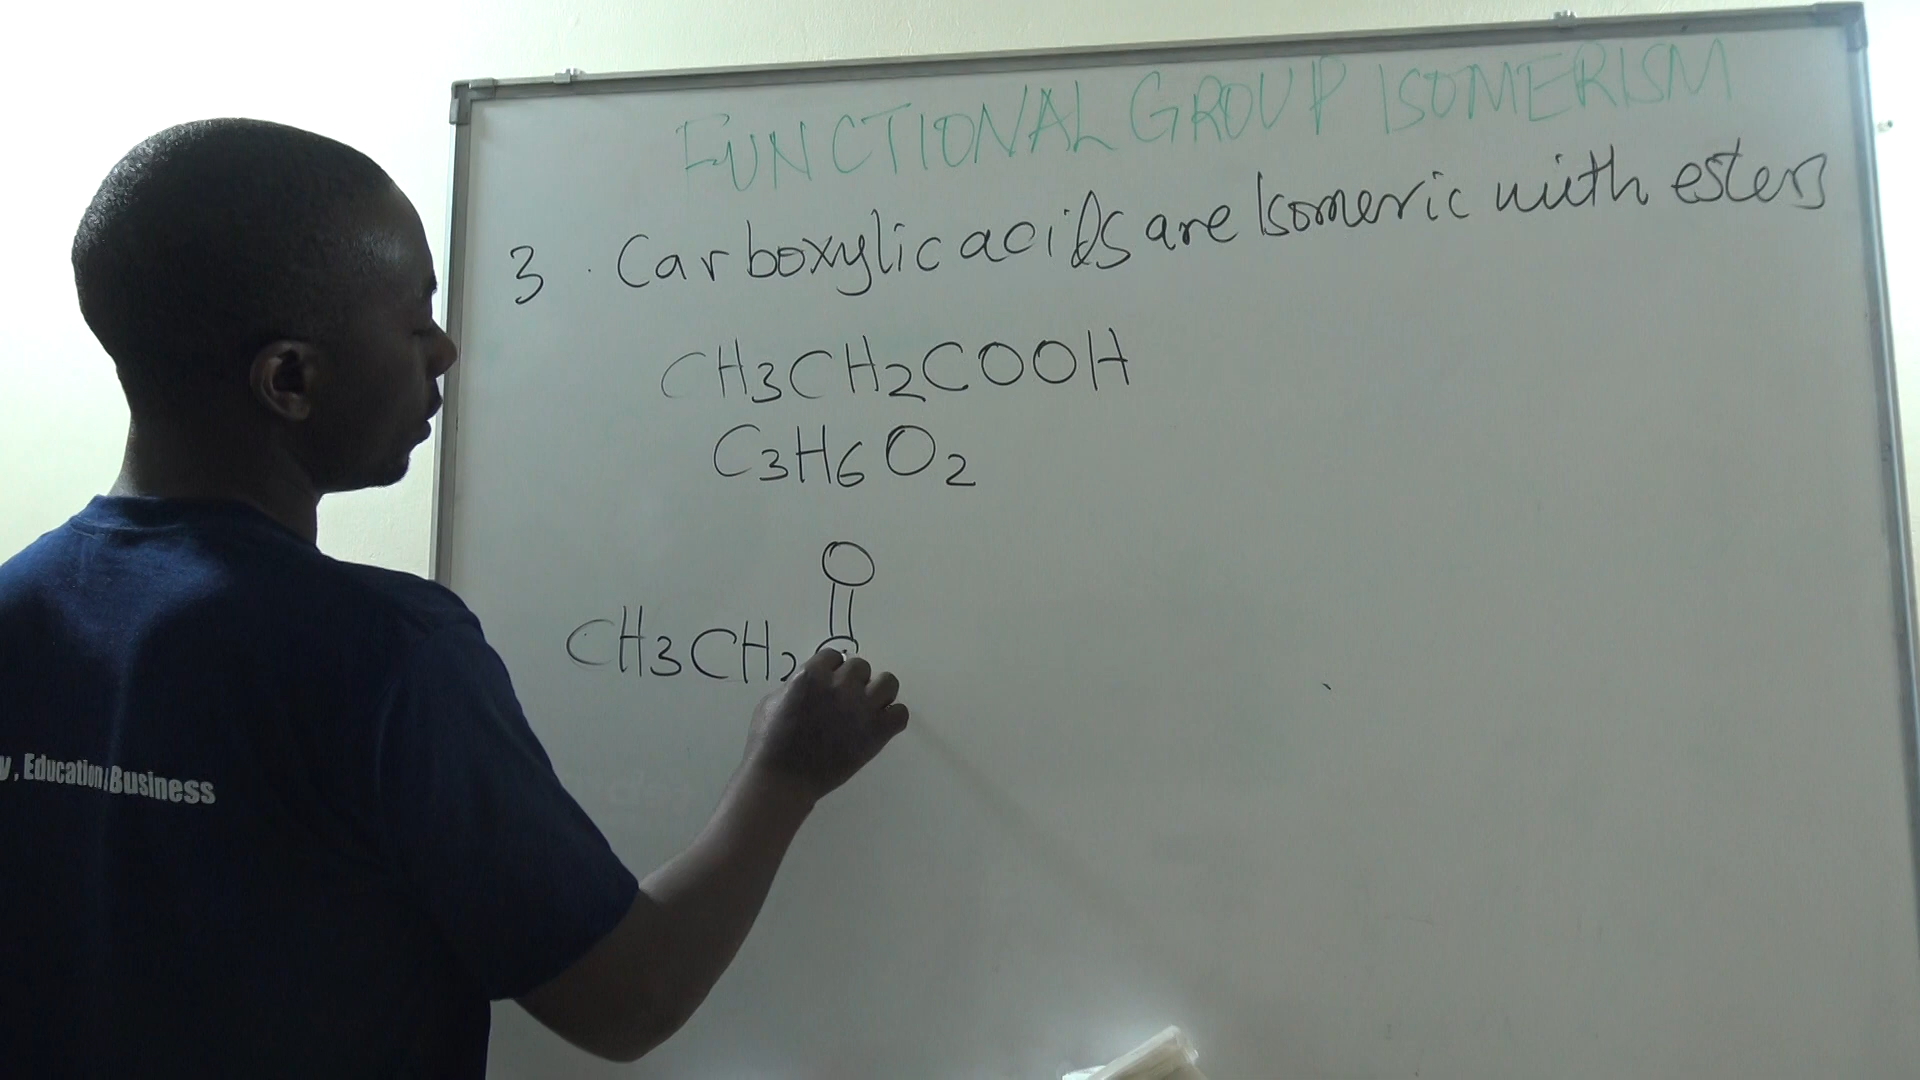 FUNCTIONAL GROUP ISOMERISM
3. Carboxylic acids are Isomeric with esters
CH3CH2COOH
C3H6O2
O
CH3CH2
, Education, Business